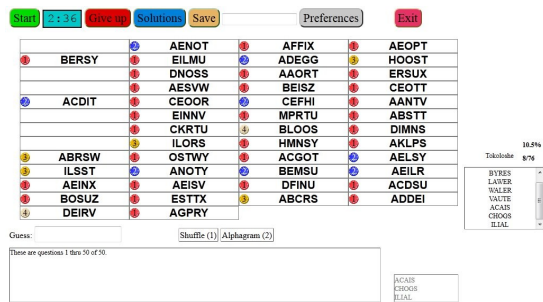 Start 2:36 Give up Solutions Save Preferences Exit
2 AENOT 1 AFFIX 1 AEOPT
1 BERSY 1 EILMU 2 ADEGG 3 HOOST
1 DNOSS 1 AAORT 1 ERSUX
1 AESVW 1 BEISZ 1 CEOTT
2 ACDIT 1 CEOOR 2 CEFHI 1 AANTV
1 EINNV 1 MPRTU 1 ABSTT
1 CKRTU 4 BLOOS 1 DIMNS
3 ILORS 1 HMNSY 1 AKLPS
3 ABRSW 1 OSTWY 1 ACGOT 2 AELSY
3 ILSST 2 ANOTY 2 BEMSU 2 AEILR
1 AEINX 1 AEISV 1 DFINU 1 ACDSU
1 BOSUZ 1 ESTTX 3 ABCRS 1 ADDEI
4 DEIRV 1 AGPRY
10.5%
Tokoloshe 8/76
BYRES
LAWER
WALER
VAUTE
ACAIS
CHOGS
ILIAL
Guess: Shuffle (1) Alphagram (2)
These are questions 1 thru 50 of 50.
ACAIS
CHOGS
ILIAL